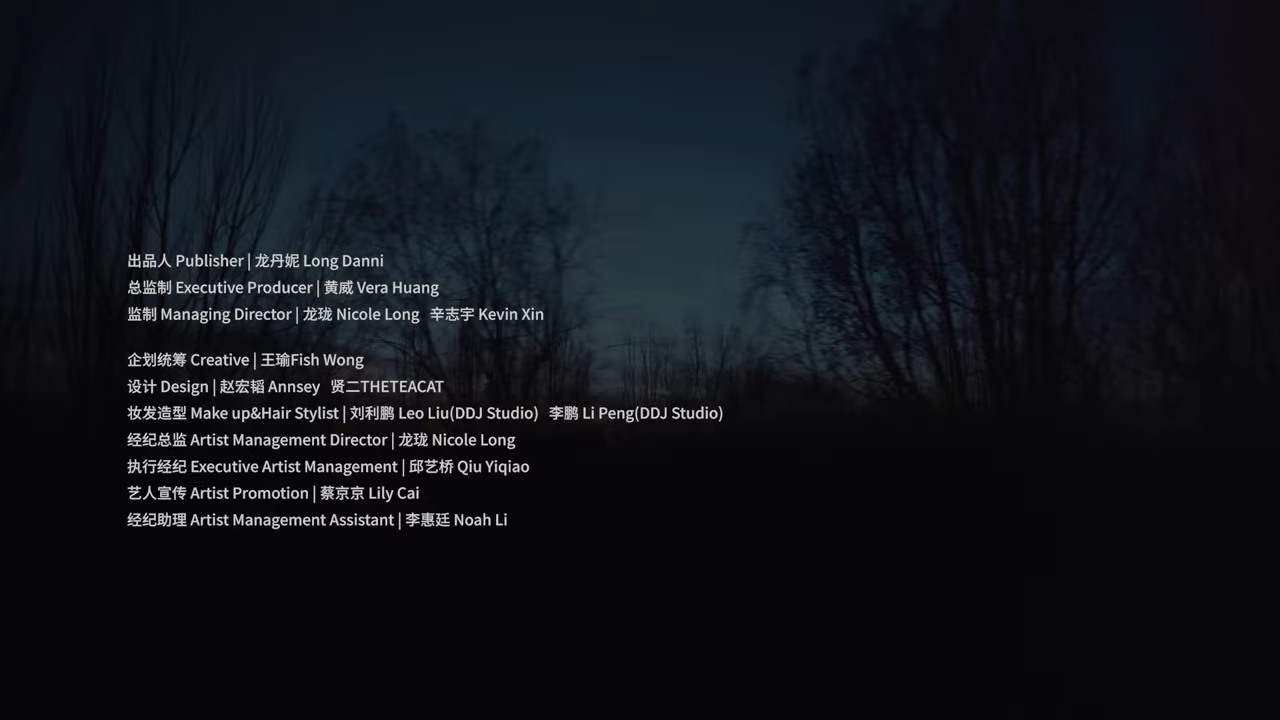 出品人 Publisher | 龙丹妮 Long Danni
总监制 Executive Producer | 黄威 Vera Huang
监制 Managing Director | 龙珑 Nicole Long 辛志宇 Kevin Xin
企划统筹 Creative | 王瑜Fish Wong
设计 Design | 赵宏韬 Annsey 贤二THETEACAT
妆发造型 Make up&Hair Stylist | 刘利鹏 Leo Liu(DDJ Studio) 李鹏 Li Peng(DDJ Studio)
经纪总监 Artist Management Director | 龙珑 Nicole Long
执行经纪 Executive Artist Management | 邱艺桥 Qiu Yiqiao
艺人宣传 Artist Promotion | 蔡京京 Lily Cai
经纪助理 Artist Management Assistant | 李惠廷 Noah Li